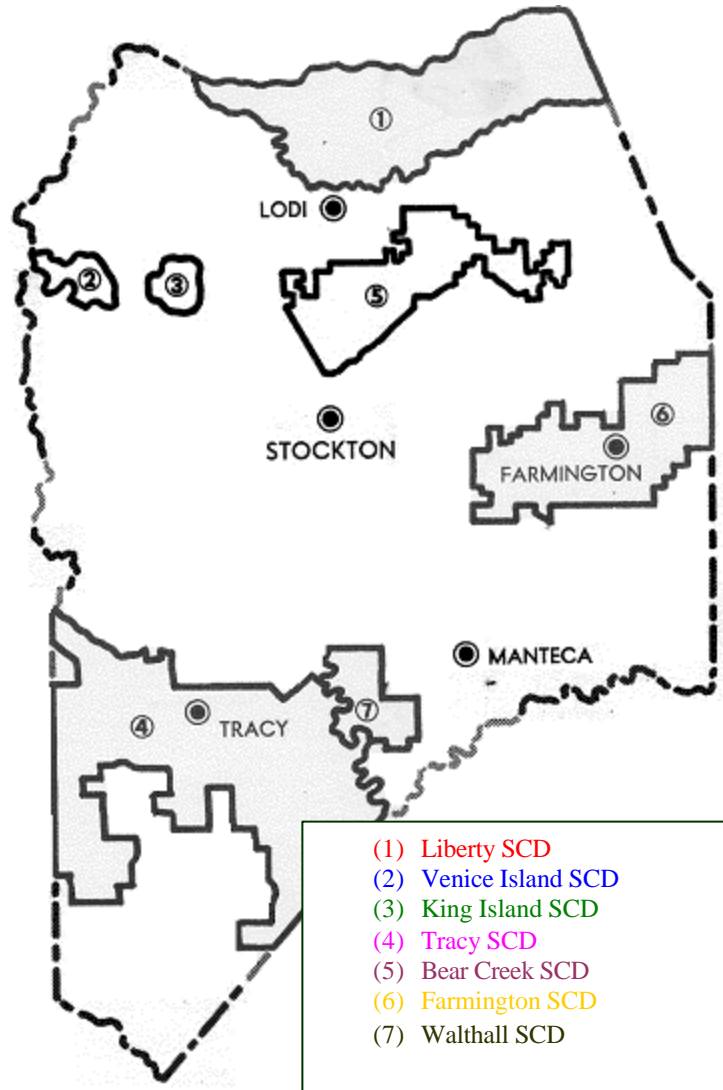 ①
LODI
②
③
⑤
STOCKTON
⑥
FARMINGTON
MANTECA
④
TRACY
⑦
(1) Liberty SCD
(2) Venice Island SCD
(3) King Island SCD
(4) Tracy SCD
(5) Bear Creek SCD
(6) Farmington SCD
(7) Walthall SCD